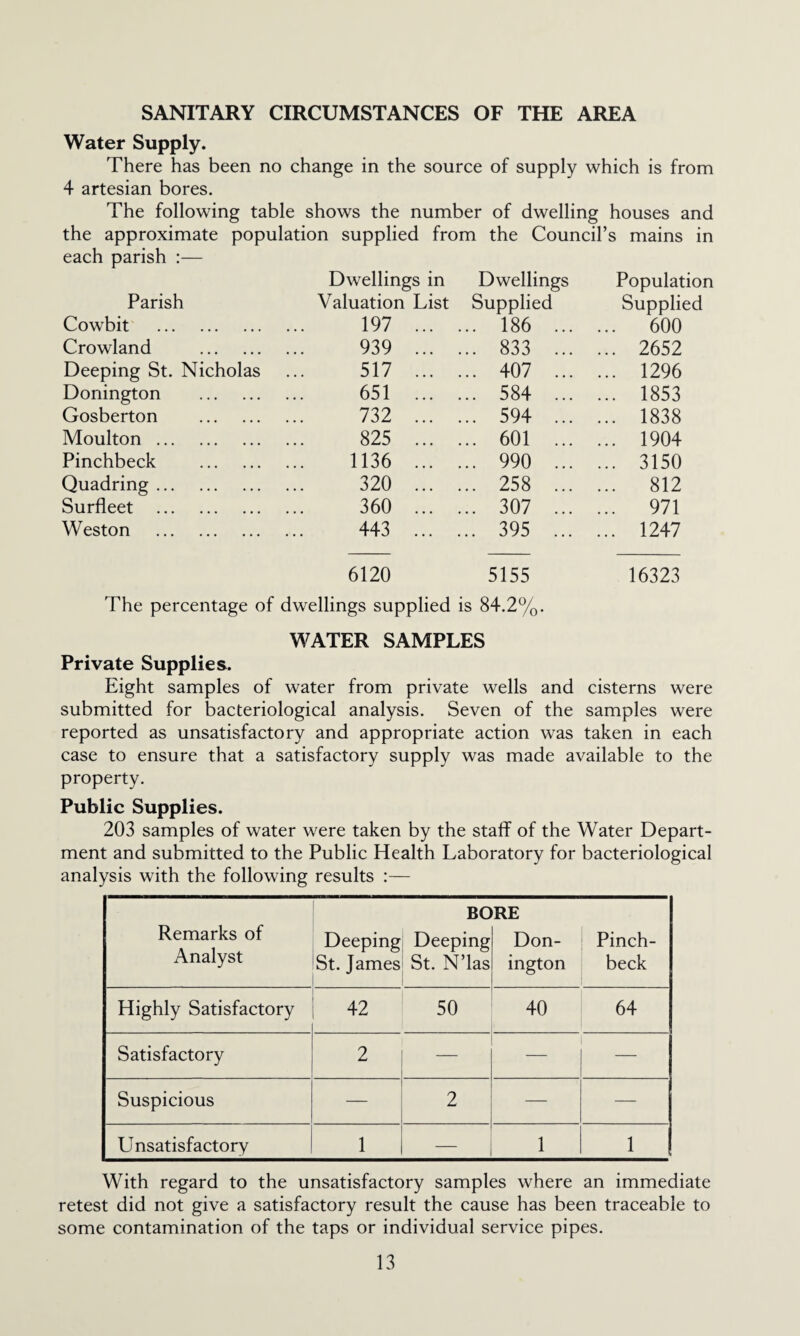 SANITARY CIRCUMSTANCES OF THE AREA
Water Supply.
There has been no change in the source of supply which is from
4 artesian bores.
The following table shows the number of dwelling houses and
the approximate population supplied from the Council's mains in
each parish :—
Dwellings in Dwellings Population
Parish Valuation List Supplied Supplied
Cowbit ... ... ... ... 197 ... ... 186 ... ... 600
Crowland ... ... ... 939 ... ... 833 ... ... 2652
Deeping St. Nicholas ... 517 ... ... 407 ... ... 1296
Donington ... ... ... 651 ... ... 584 ... ... 1853
Gosberton ... ... ... 732 ... ... 594 ... ... 1838
Moulton ... ... ... ... 825 ... ... 601 ... ... 1904
Pinchbeck ... ... ... 1136 ... ... 990 ... ... 3150
Quadring ... ... ... ... 320 ... ... 258 ... ... 812
Surfleet ... ... ... ... 360 ... ... 307 ... ... 971
Weston ... ... ... ... 443 ... ... 395 ... ... 1247
6120 5155 16323
The percentage of dwellings supplied is 84.2%.
WATER SAMPLES
Private Supplies.
Eight samples of water from private wells and cisterns were
submitted for bacteriological analysis. Seven of the samples were
reported as unsatisfactory and appropriate action was taken in each
case to ensure that a satisfactory supply was made available to the
property.
Public Supplies.
203 samples of water were taken by the staff of the Water Depart-
ment and submitted to the Public Health Laboratory for bacteriological
analysis with the following results :—
BORE
Remarks of Deeping Deeping Don- Pinch-
Analyst St. James St. N'las ington beck
Highly Satisfactory 42 50 40 64
Satisfactory 2 — — —
Suspicious — 2 — —
Unsatisfactory 1 — 1 1
With regard to the unsatisfactory samples where an immediate
retest did not give a satisfactory result the cause has been traceable to
some contamination of the taps or individual service pipes.
13